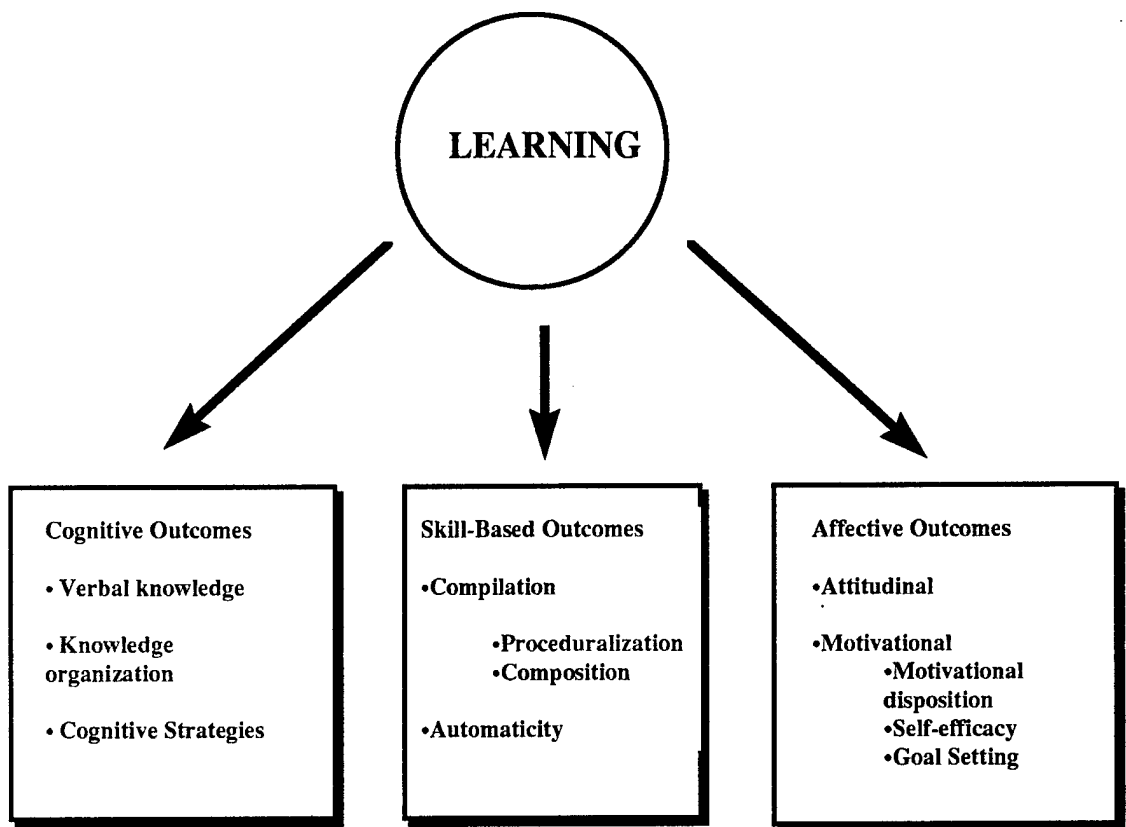 LEARNING
Cognitive Outcomes
• Verbal knowledge
• Knowledge
organization
• Cognitive Strategies
Skill-Based Outcomes
•Compilation
•Proceduralization
•Composition
•Automaticity
Affective Outcomes
•Attitudinal
•Motivational
•Motivational
disposition
•Self-efficacy
•Goal Setting